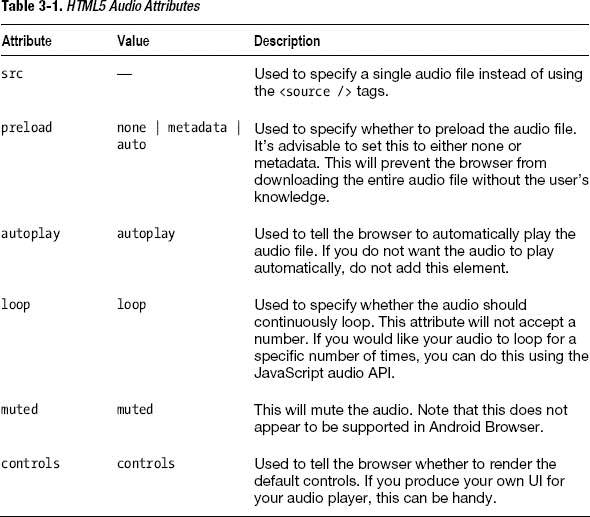 Table 3-1. HTML5 Audio Attributes
Attribute Value Description
src — Used to specify a single audio file instead of using
the <source /> tags.
preload none | metadata | Used to specify whether to preload the audio file.
auto It’s advisable to set this to either none or
metadata. This will prevent the browser from
downloading the entire audio file without the user’s
knowledge.
autoplay autoplay Used to tell the browser to automatically play the
audio file. If you do not want the audio to play
automatically, do not add this element.
loop loop Used to specify whether the audio should
continuously loop. This attribute will not accept a
number. If you would like your audio to loop for a
specific number of times, you can do this using the
JavaScript audio API.
muted muted This will mute the audio. Note that this does not
appear to be supported in Android Browser.
controls controls Used to tell the browser whether to render the
default controls. If you produce your own UI for
your audio player, this can be handy.